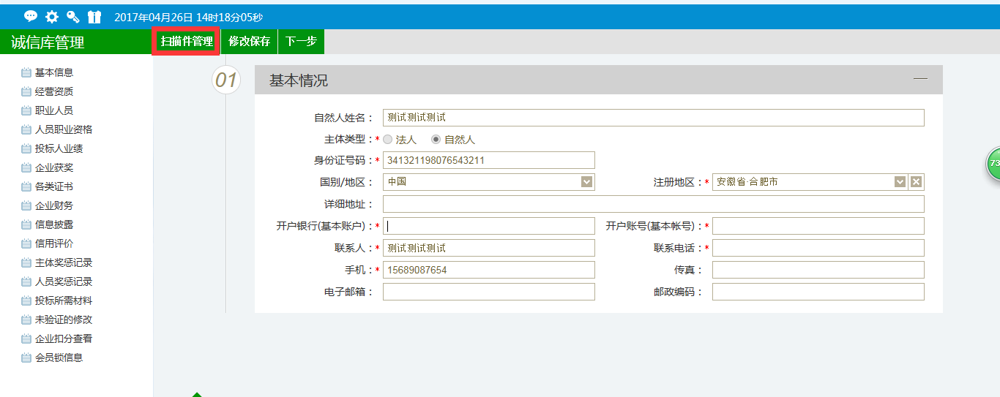 2017年04月26日 14时18分05秒
诚信库管理
扫描件管理 修改保存 下一步
基本信息
经营资质
职业人员
人员职业资格
投标人业绩
企业获奖
各类证书
企业财务
信息披露
信用评价
主体奖惩记录
人员奖惩记录
投标所需材料
未验证的修改
企业扣分查看
会员锁信息
01 基本情况
自然人姓名： 测试测试测试
主体类型：* 法人 自然人
身份证号码：* 341321198076543211
国别/地区： 中国 注册地区：* 安徽省·合肥市
详细地址：
开户银行(基本账户)：* 开户账号(基本帐号)：*
联系人：* 测试测试测试 联系电话：*
手机：* 15689087654 传真：
电子邮箱： 邮政编码：
73